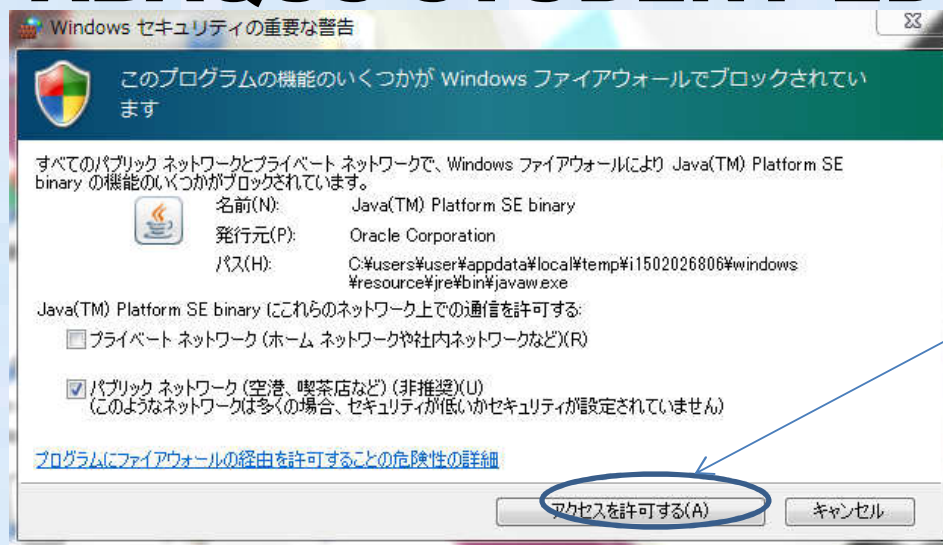 ABAQUS STUDENT ED
Windows セキュリティの重要な警告
このプログラムの機能のいくつかが Windows ファイアウォールでブロックされてい
ます
すべてのパブリック ネットワークとプライベート ネットワークで、Windows ファイアウォールにより Java(TM) Platform SE
binary の機能のいくつかがブロックされています。
名前(N): Java(TM) Platform SE binary
発行元(P): Oracle Corporation
パス(H): C:¥users¥user¥appdata¥local¥temp¥i1502026806¥windows
¥resource¥jre¥bin¥javaw.exe
Java(TM) Platform SE binary にこれらのネットワーク上での通信を許可する:
プライベート ネットワーク (ホーム ネットワークや社内ネットワークなど)(R)
パブリック ネットワーク (空港、喫茶店など) (非推奨)(U)
(このようなネットワークは多くの場合、セキュリティが低いかセキュリティが設定されていません)
プログラムにファイアウォールの経由を許可することの危険性の詳細
アクセスを許可する(A) キャンセル